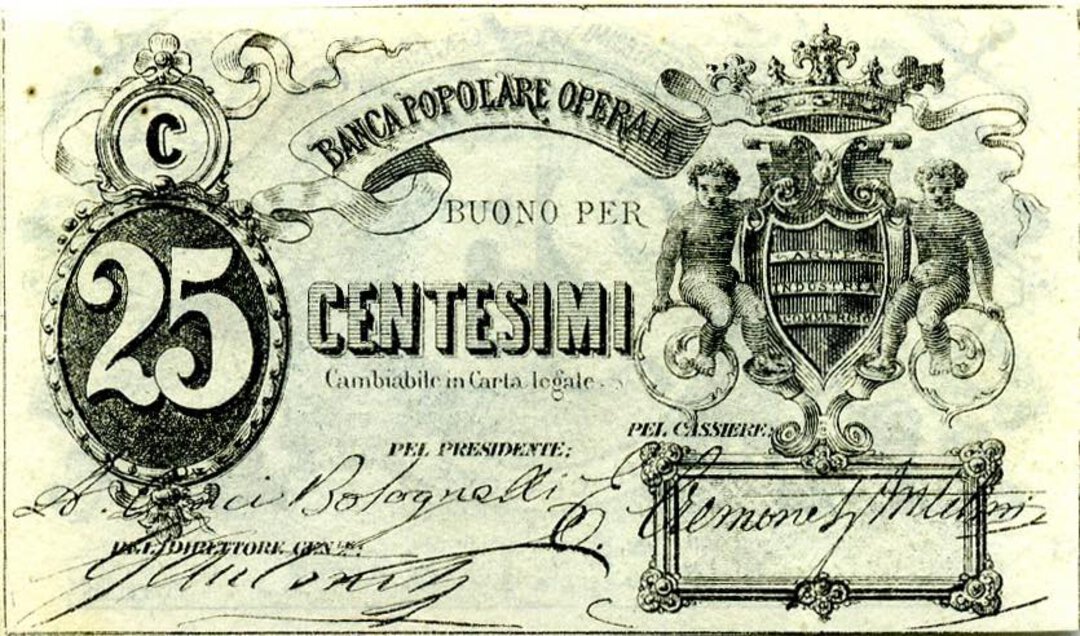 C
BANCA POPOLARE OPERAIA
BUONO PER
25
CENTESIMI
ARTI
INDUSTRIA
COMMERCIO
Cambiabile in Carta legale
PEL CASSIERE:
PEL PRESIDENTE:
Bolognelli
PEL DIRETTORE GEN.LE: